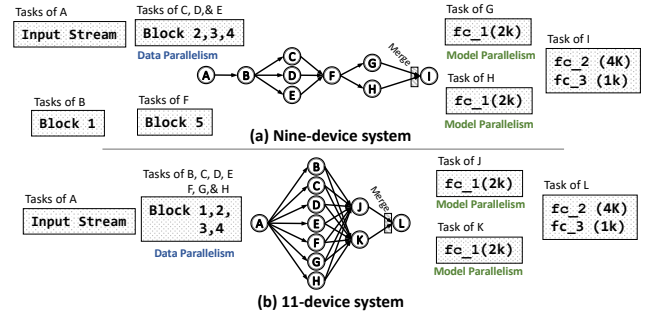 Tasks of C, D,& E
Tasks of A
Input Stream
Block 2,3,4
Data Parallelism
Tasks of B
Block 1
Tasks of F
Block 5
A
B
C
D
E
F
G
H
Merge
I
Task of G
fc_1(2k)
Model Parallelism
Task of H
fc_1(2k)
Model Parallelism
Task of I
fc_2 (4K)
fc_3 (1k)
(a) Nine-device system
Tasks of A
Input Stream
Tasks of B, C, D, E
F, G,& H
Block 1,2,
3,4
Data Parallelism
A
B
C
D
E
F
G
H
J
K
Merge
L
Task of J
fc_1(2k)
Model Parallelism
Task of K
fc_1(2k)
Model Parallelism
Task of L
fc_2 (4K)
fc_3 (1k)
(b) 11-device system